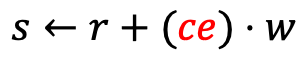 s ← r + (ce) · w